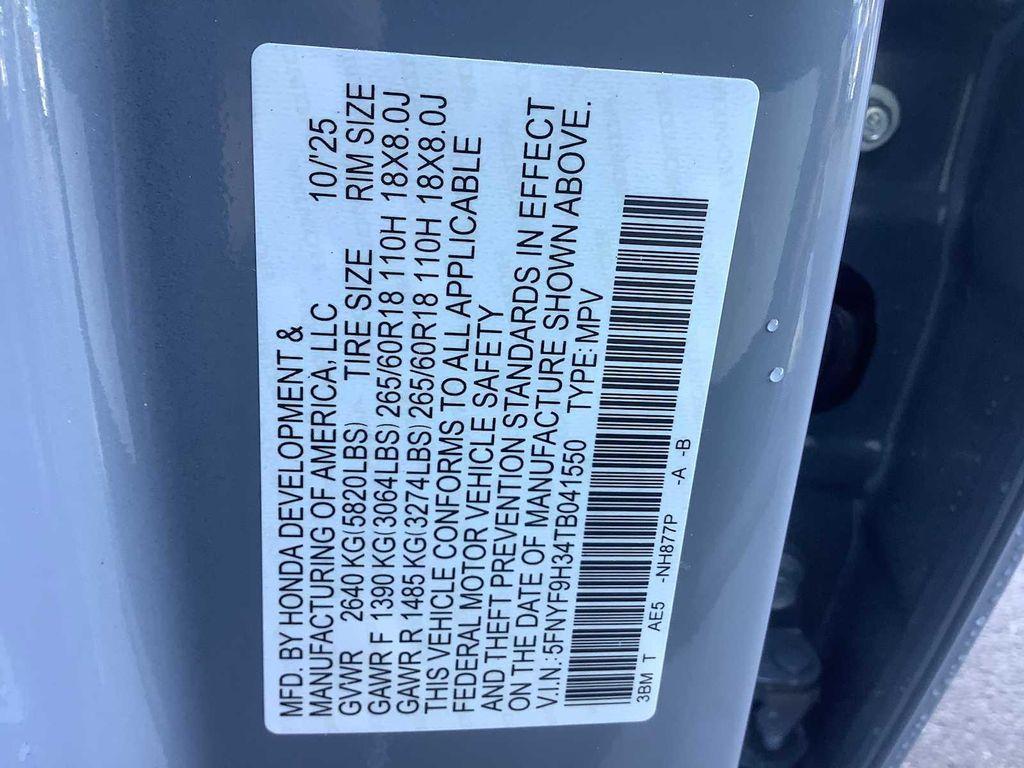 MFD. BY HONDA DEVELOPMENT &
MANUFACTURING OF AMERICA, LLC 10/'25
GVWR 2640 KG(5820LBS) TIRE SIZE RIM SIZE
GAWR F 1390 KG(3064LBS) 265/60R18 110H 18X8.0J
GAWR R 1485 KG(3274LBS) 265/60R18 110H 18X8.0J
THIS VEHICLE CONFORMS TO ALL APPLICABLE
FEDERAL MOTOR VEHICLE SAFETY
AND THEFT PREVENTION STANDARDS IN EFFECT
ON THE DATE OF MANUFACTURE SHOWN ABOVE.
V.I.N.:5FNYF9H34TB041550 TYPE:MPV
3BM T AE5 -NH877P -A -B